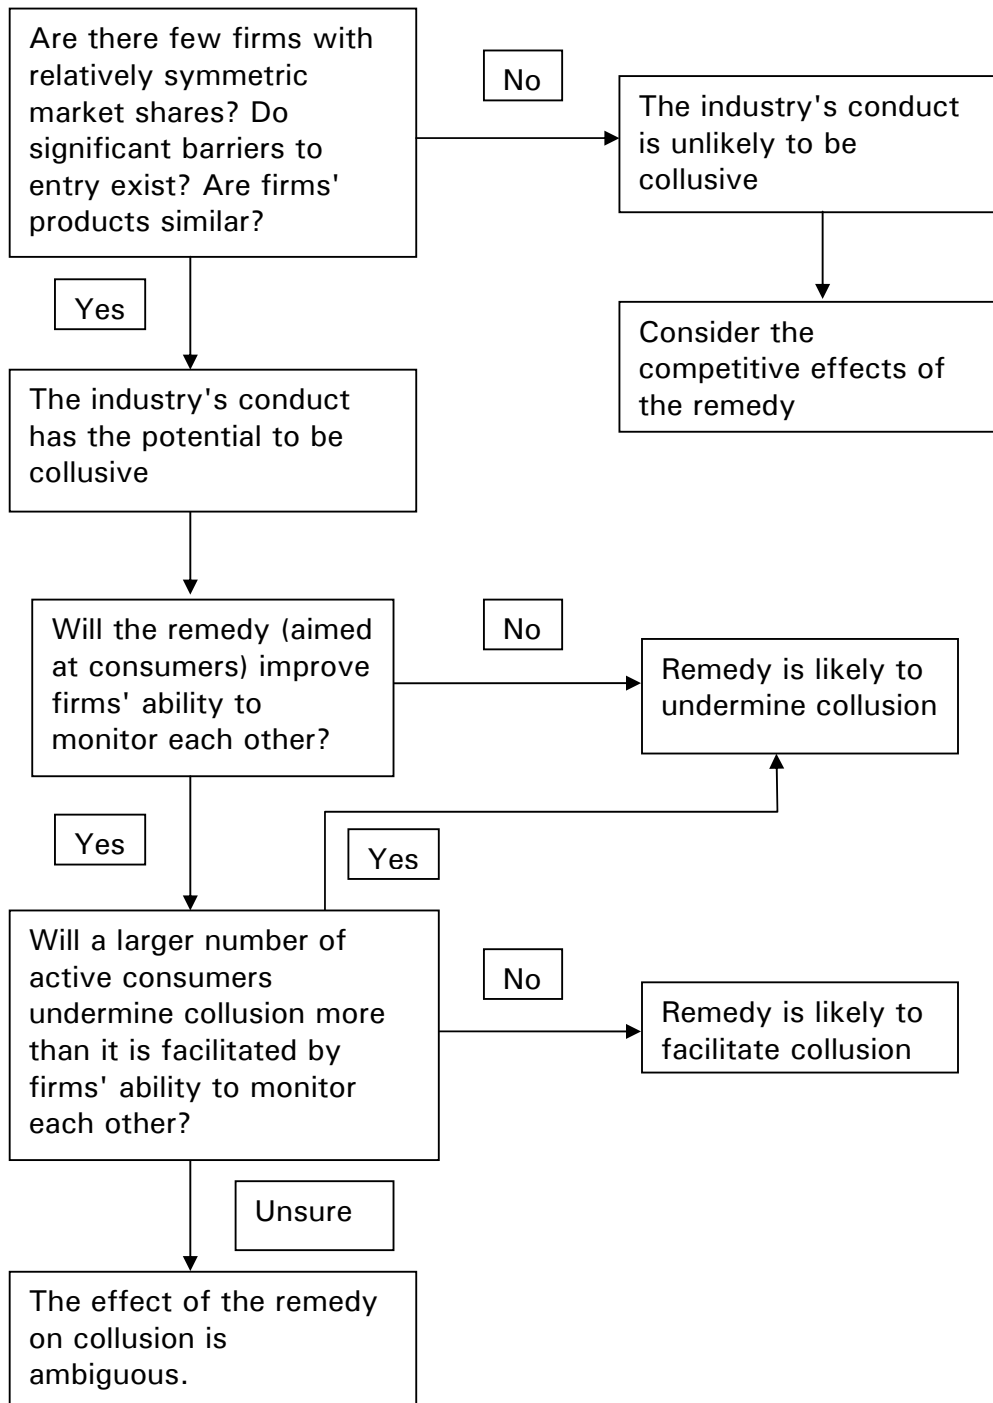 Are there few firms with
relatively symmetric
market shares? Do
significant barriers to
entry exist? Are firms'
products similar?
No
The industry's conduct
is unlikely to be
collusive
Yes
Consider the
competitive effects of
the remedy
The industry's conduct
has the potential to be
collusive
Will the remedy (aimed
at consumers) improve
firms' ability to
monitor each other?
No
Remedy is likely to
undermine collusion
Yes
Yes
Will a larger number of
active consumers
undermine collusion more
than it is facilitated by
firms' ability to monitor
each other?
No
Remedy is likely to
facilitate collusion
Unsure
The effect of the remedy
on collusion is
ambiguous.